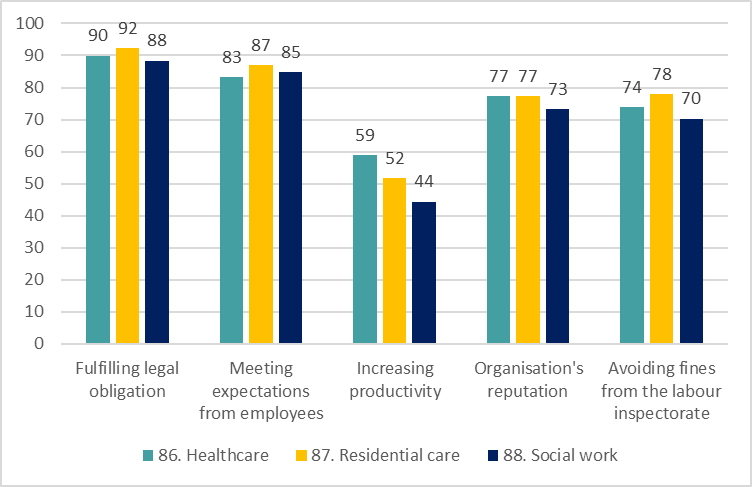 100
90
80
70
60
50
40
30
20
10
0
90 92 88
83 87 85
59 52 44
77 77 73
74 78 70
Fulfilling legal
obligation
Meeting
expectations
from employees
Increasing
productivity
Organisation's
reputation
Avoiding fines
from the labour
inspectorate
86. Healthcare 87. Residential care 88. Social work